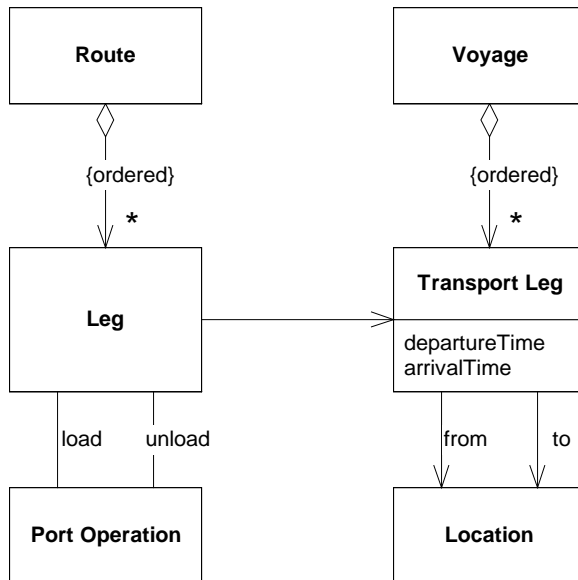 Route
Voyage
{ordered}
{ordered}
*
*
Leg
Transport Leg
departureTime
arrivalTime
load
unload
from
to
Port Operation
Location